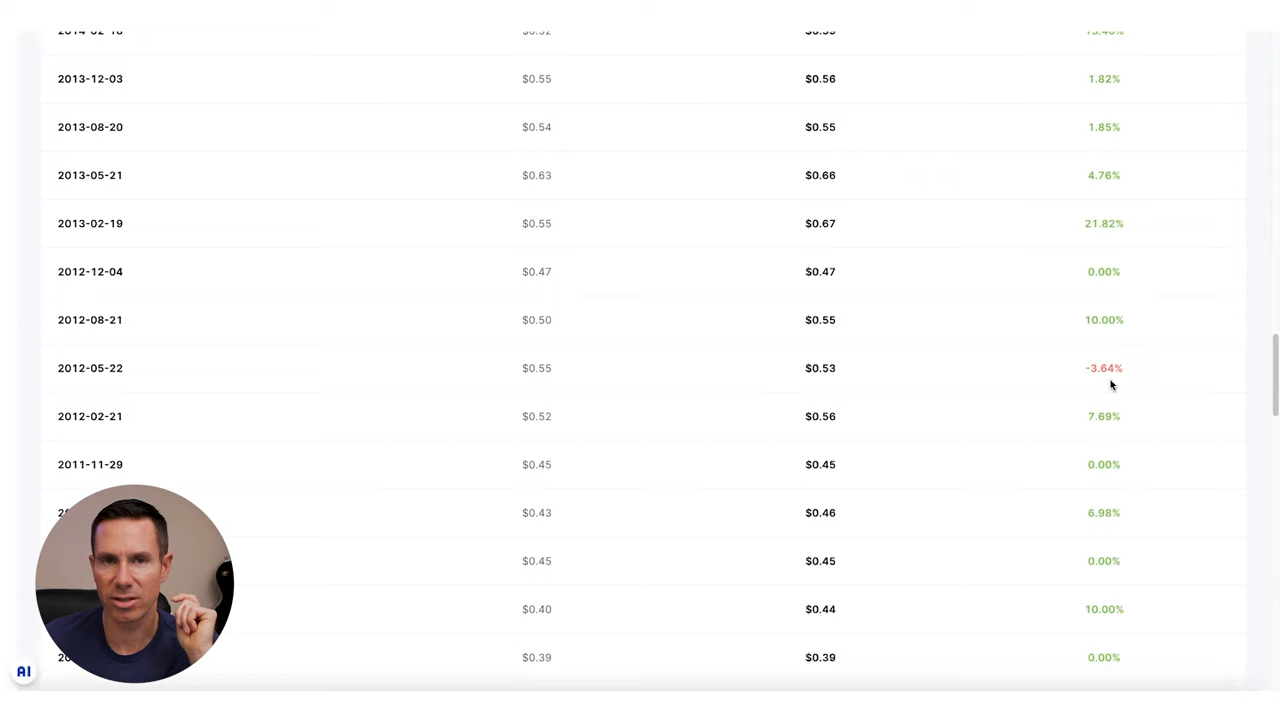 2013-12-03 $0.55 $0.56 1.82%
2013-08-20 $0.54 $0.55 1.85%
2013-05-21 $0.63 $0.66 4.76%
2013-02-19 $0.55 $0.67 21.82%
2012-12-04 $0.47 $0.47 0.00%
2012-08-21 $0.50 $0.55 10.00%
2012-05-22 $0.55 $0.53 -3.64%
2012-02-21 $0.52 $0.56 7.69%
2011-11-29 $0.45 $0.45 0.00%
$0.43 $0.46 6.98%
$0.45 $0.45 0.00%
$0.40 $0.44 10.00%
$0.39 $0.39 0.00%
AI